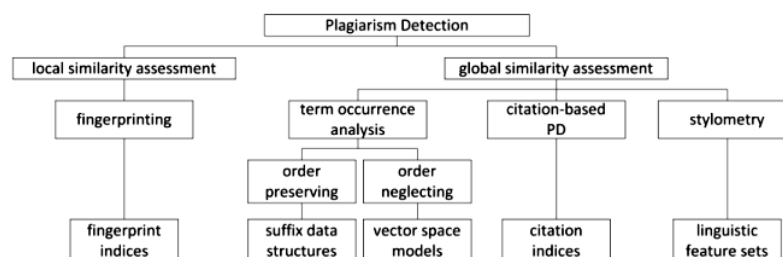 Plagiarism Detection
local similarity assessment
global similarity assessment
fingerprinting
term occurrence
analysis
citation-based
PD
stylometry
order
preserving
order
neglecting
fingerprint
indices
suffix data
structures
vector space
models
citation
indices
linguistic
feature sets